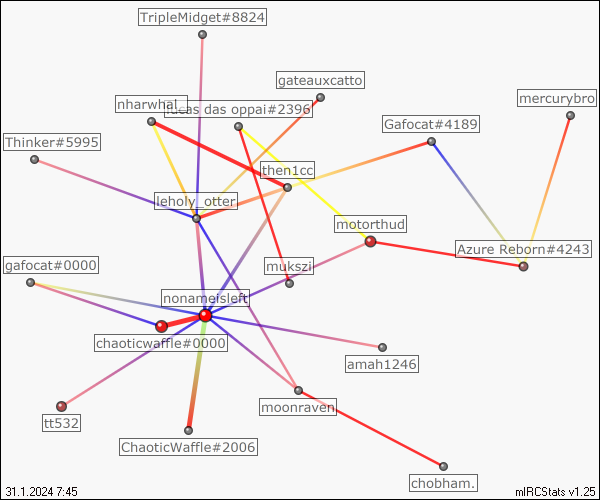 TripleMidget#8824
gateauxcatto
mercurybro
nharwhal_
lucas das oppai#2396
Gafocat#4189
Thinker#5995
then1cc
leholy_otter
motorthud
Azure Reborn#4243
gafocat#0000
mukszi
nonameisleft
chaoticwaffle#0000
amah1246
moonraven
tt532
ChaoticWaffle#2006
chobham.
31.1.2024 7:45
mIRCStats v1.25